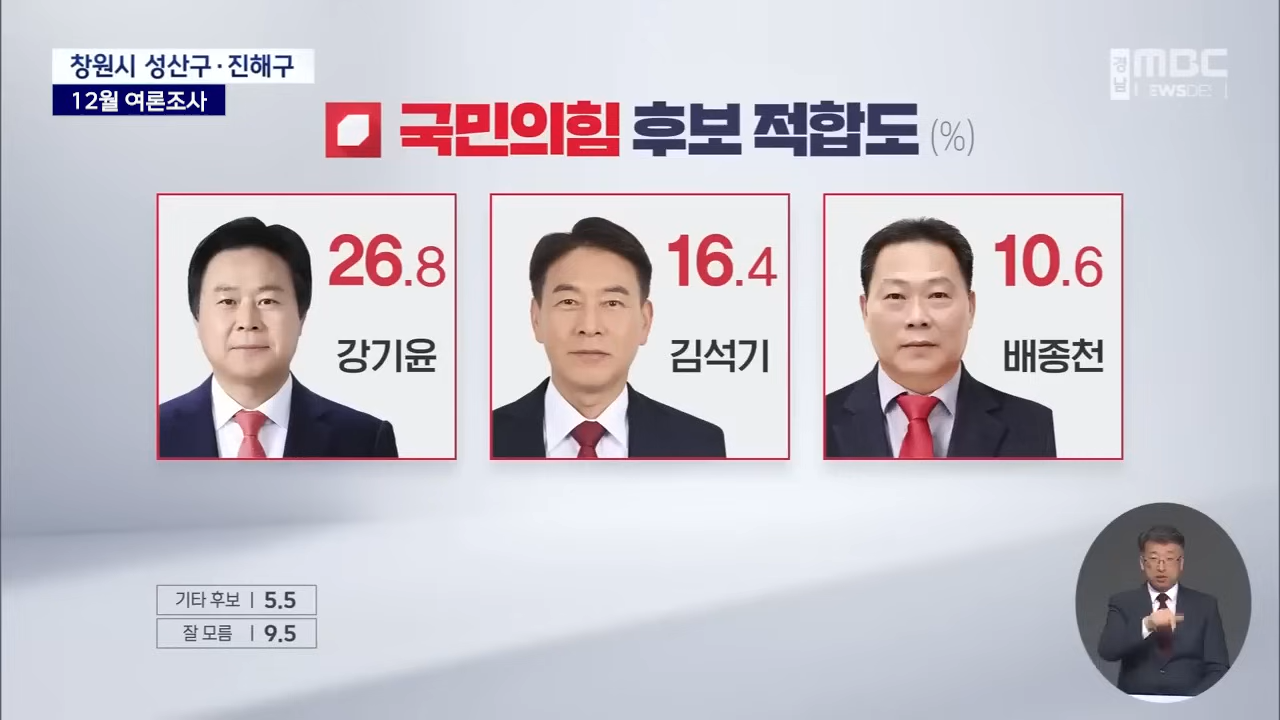 창원시 성산구·진해구
12월 여론조사
경남 MBC
NEWSDESK
국민의힘 후보 적합도 (%)
26.8
강기윤
16.4
김석기
10.6
배종천
기타 후보 | 5.5
잘 모름 | 9.5